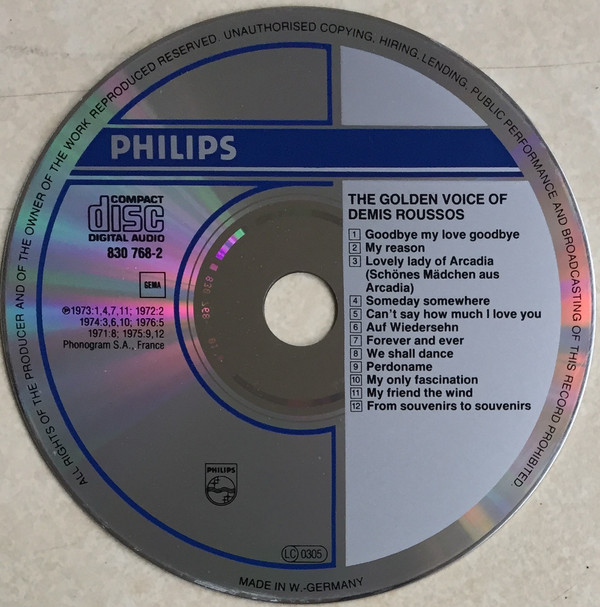 ALL RIGHTS OF THE PRODUCER AND OF THE OWNER OF THE WORK REPRODUCED RESERVED. UNAUTHORISED COPYING, HIRING, LENDING, PUBLIC PERFORMANCE AND BROADCASTING OF THIS RECORD PROHIBITED.
PHILIPS
COMPACT
disc
DIGITAL AUDIO
830 768-2
GEMA
℗1973:1,4,7,11; 1972:2
1974:3,6,10; 1976:5
1971:8; 1975:9,12
Phonogram S.A., France
THE GOLDEN VOICE OF
DEMIS ROUSSOS
1 Goodbye my love goodbye
2 My reason
3 Lovely lady of Arcadia
(Schönes Mädchen aus
Arcadia)
4 Someday somewhere
5 Can't say how much I love you
6 Auf Wiedersehn
7 Forever and ever
8 We shall dance
9 Perdoname
10 My only fascination
11 My friend the wind
12 From souvenirs to souvenirs
PHILIPS
LC 0305
MADE IN W.-GERMANY